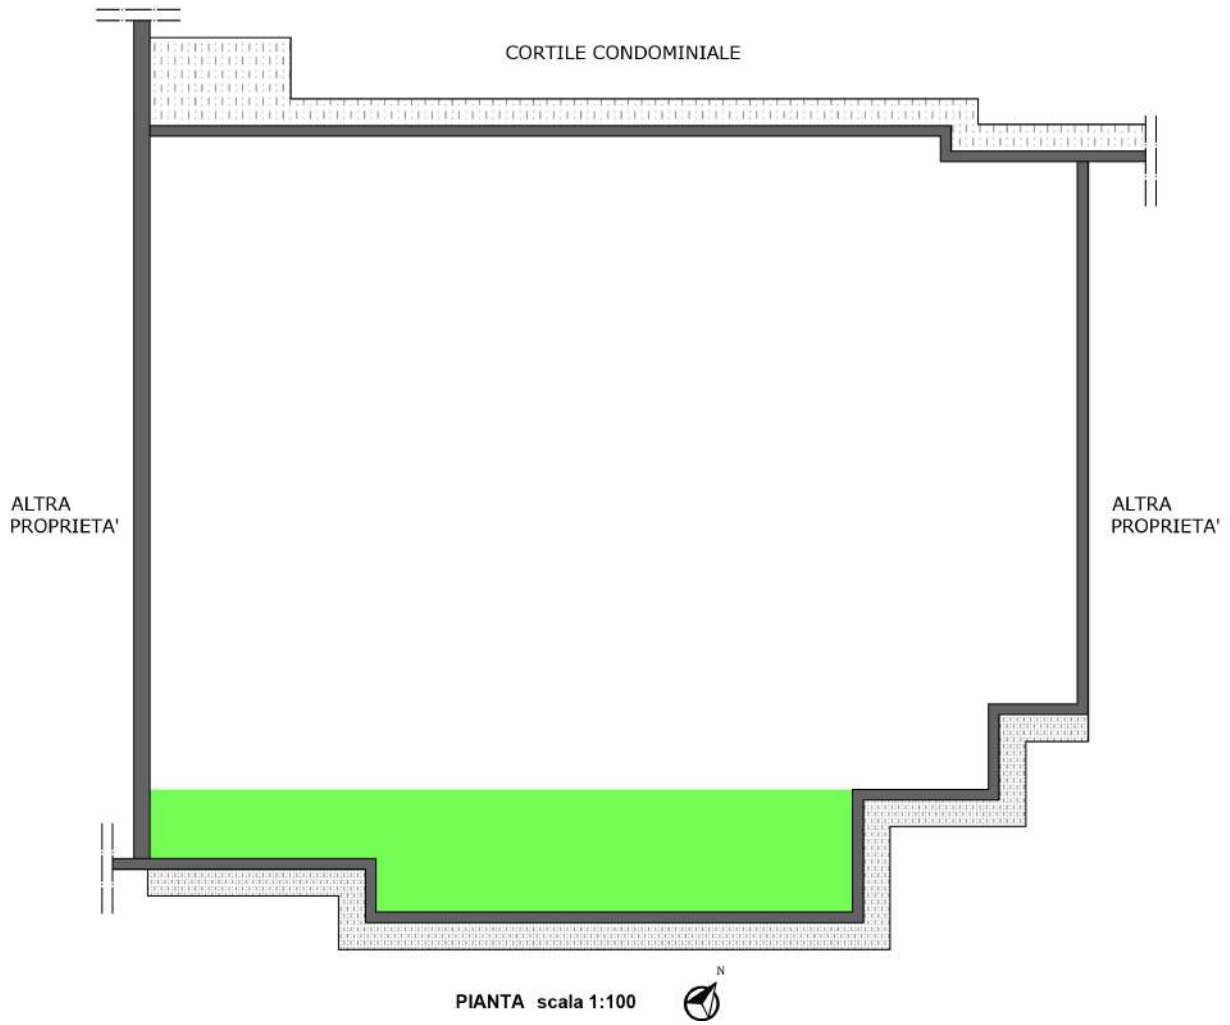 CORTILE CONDOMINIALE
ALTRA
PROPRIETA'
ALTRA
PROPRIETA'
N
PIANTA scala 1:100